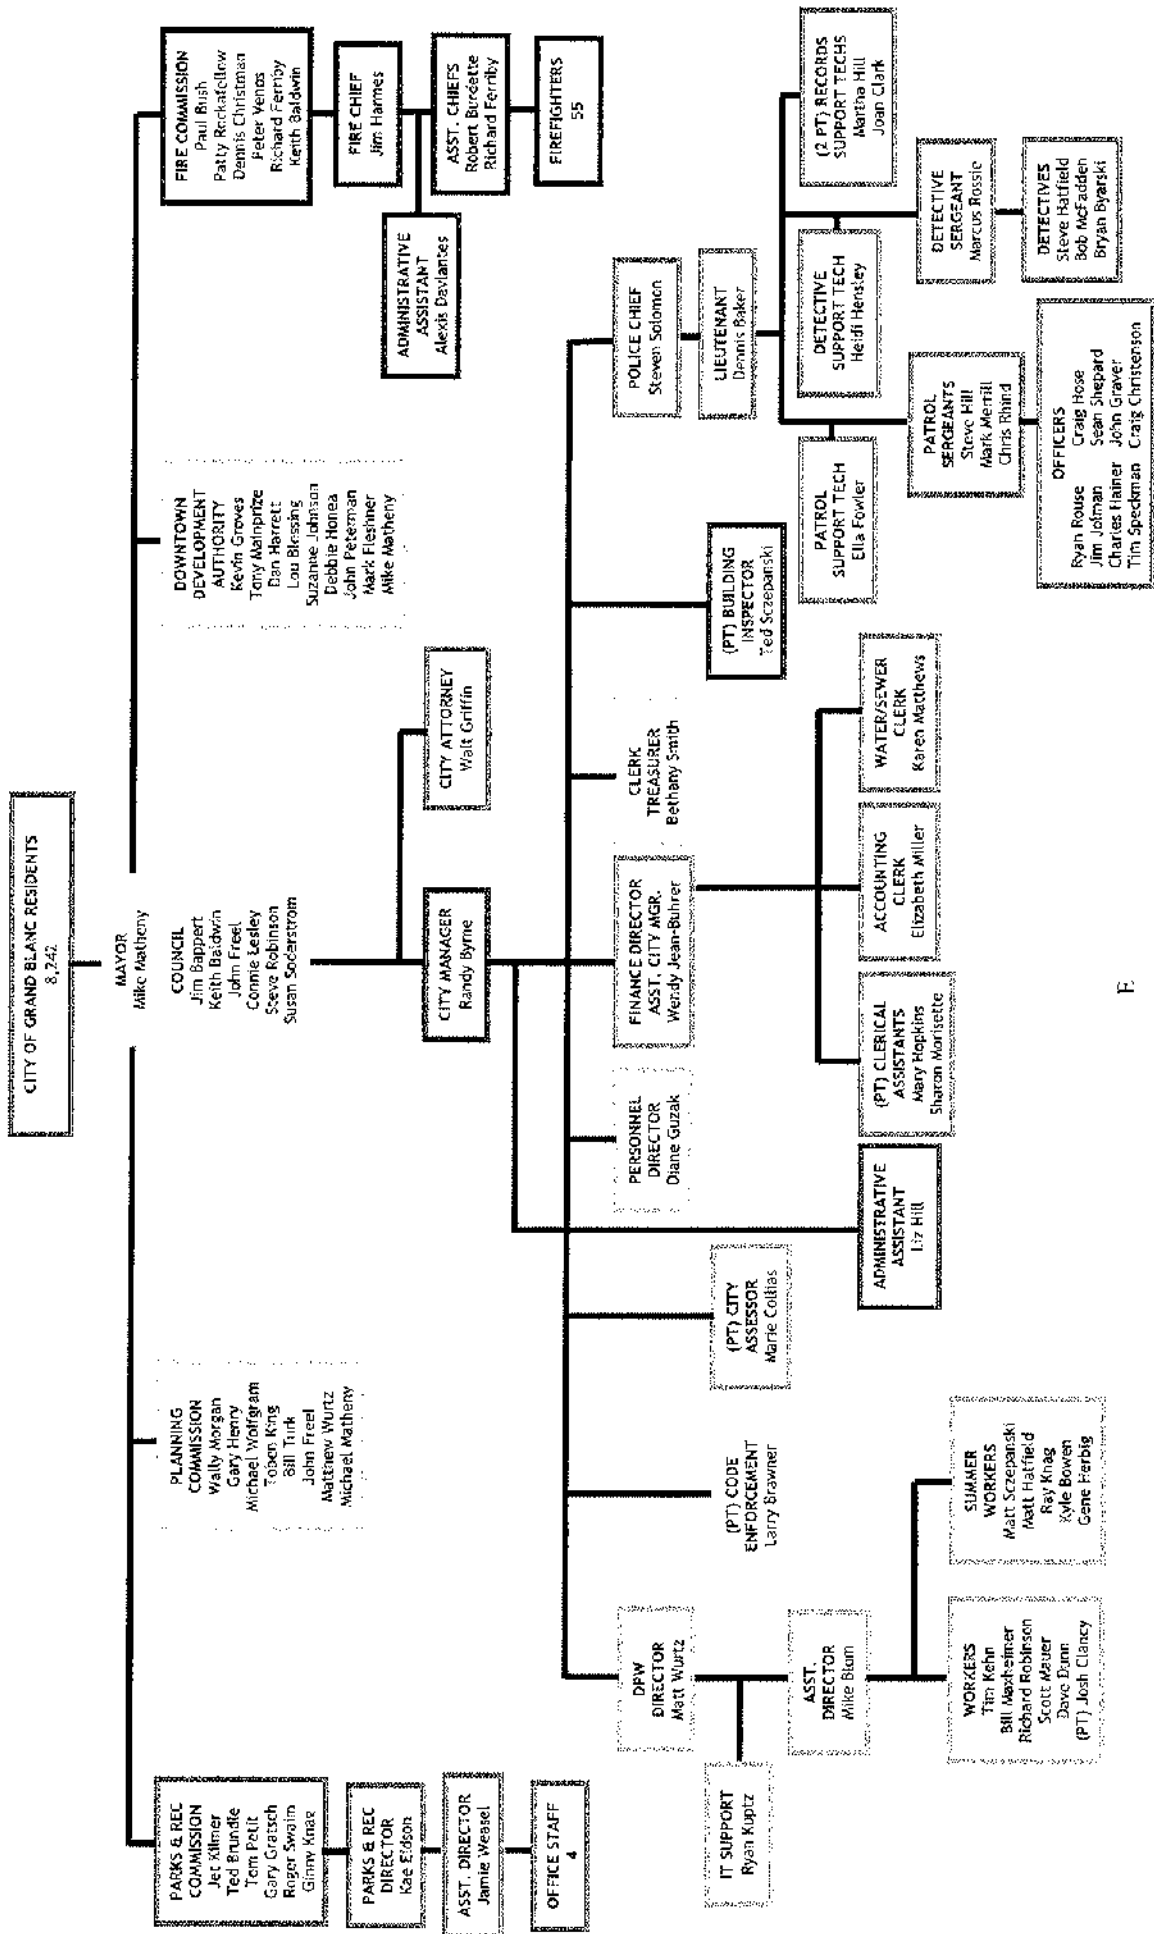 CITY OF GRAND BLANC RESIDENTS
8,242
MAYOR
Mike Matheny
COUNCIL
Jim Bappert
Keith Baldwin
John Freel
Connie Lesley
Steve Robinson
Susan Soderstrom
PARKS & REC
COMMISSION
Jet Kilmer
Ted Brundle
Tom Petit
Gary Gratsch
Roger Swain
Ginny Knag
PARKS & REC
DIRECTOR
Kae Eidson
ASST. DIRECTOR
Jamie Weasel
OFFICE STAFF
4
PLANNING
COMMISSION
Wally Morgan
Gary Henry
Michael Wolfgram
Toben King
Bill Turk
John Freel
Matthew Wurtz
Michael Matheny
DOWNTOWN
DEVELOPMENT
AUTHORITY
Kevin Groves
Tony Mainprize
Dan Harrett
Lou Blessing
Suzanne Johnson
Debbie Honea
John Peterman
Mark Fleshner
Mike Matheny
FIRE COMMISSION
Paul Bush
Patty Rockafellow
Dennis Christman
Peter Venos
Richard Ferriby
Keith Baldwin
FIRE CHIEF
Jim Harmes
ADMINISTRATIVE
ASSISTANT
Alexis Davlantes
ASST. CHIEFS
Robert Burdette
Richard Ferriby
FIREFIGHTERS
55
CITY MANAGER
Randy Byrne
CITY ATTORNEY
Walt Griffin
DPW
DIRECTOR
Matt Wurtz
IT SUPPORT
Ryan Kuptz
ASST.
DIRECTOR
Mike Blum
WORKERS
Tim Kehn
Bill Maxheimer
Richard Robinson
Scott Mauer
Dave Dunn
(PT) Josh Clancy
SUMMER
WORKERS
Matt Sczepanski
Matt Hatfield
Ray Knag
Kyle Bowen
Gene Herbig
(PT) CODE
ENFORCEMENT
Larry Brawner
(PT) CITY
ASSESSOR
Marie Collias
ADMINISTRATIVE
ASSISTANT
Liz Hill
PERSONNEL
DIRECTOR
Diane Guzak
FINANCE DIRECTOR
ASST. CITY MGR.
Wendy Jean-Buhrer
(PT) CLERICAL
ASSISTANTS
Mary Hopkins
Sharon Morisette
ACCOUNTING
CLERK
Elizabeth Miller
WATER/SEWER
CLERK
Karen Matthews
CLERK
TREASURER
Bethany Smith
(PT) BUILDING
INSPECTOR
Ted Sczepanski
POLICE CHIEF
Steven Solomon
LIEUTENANT
Dennis Baker
PATROL
SUPPORT TECH
Ella Fowler
DETECTIVE
SUPPORT TECH
Heidi Hensley
(2 PT) RECORDS
SUPPORT TECHS
Martha Hill
Joan Clark
PATROL
SERGEANTS
Steve Hill
Mark Merrill
Chris Rhind
DETECTIVE
SERGEANT
Marcus Rossie
OFFICERS
Ryan Rouse Craig Hose
Jim Jotman Sean Shepard
Charles Hainer John Graver
Tim Speckman Craig Christenson
DETECTIVES
Steve Hatfield
Bob McFadden
Bryan Byarski
E